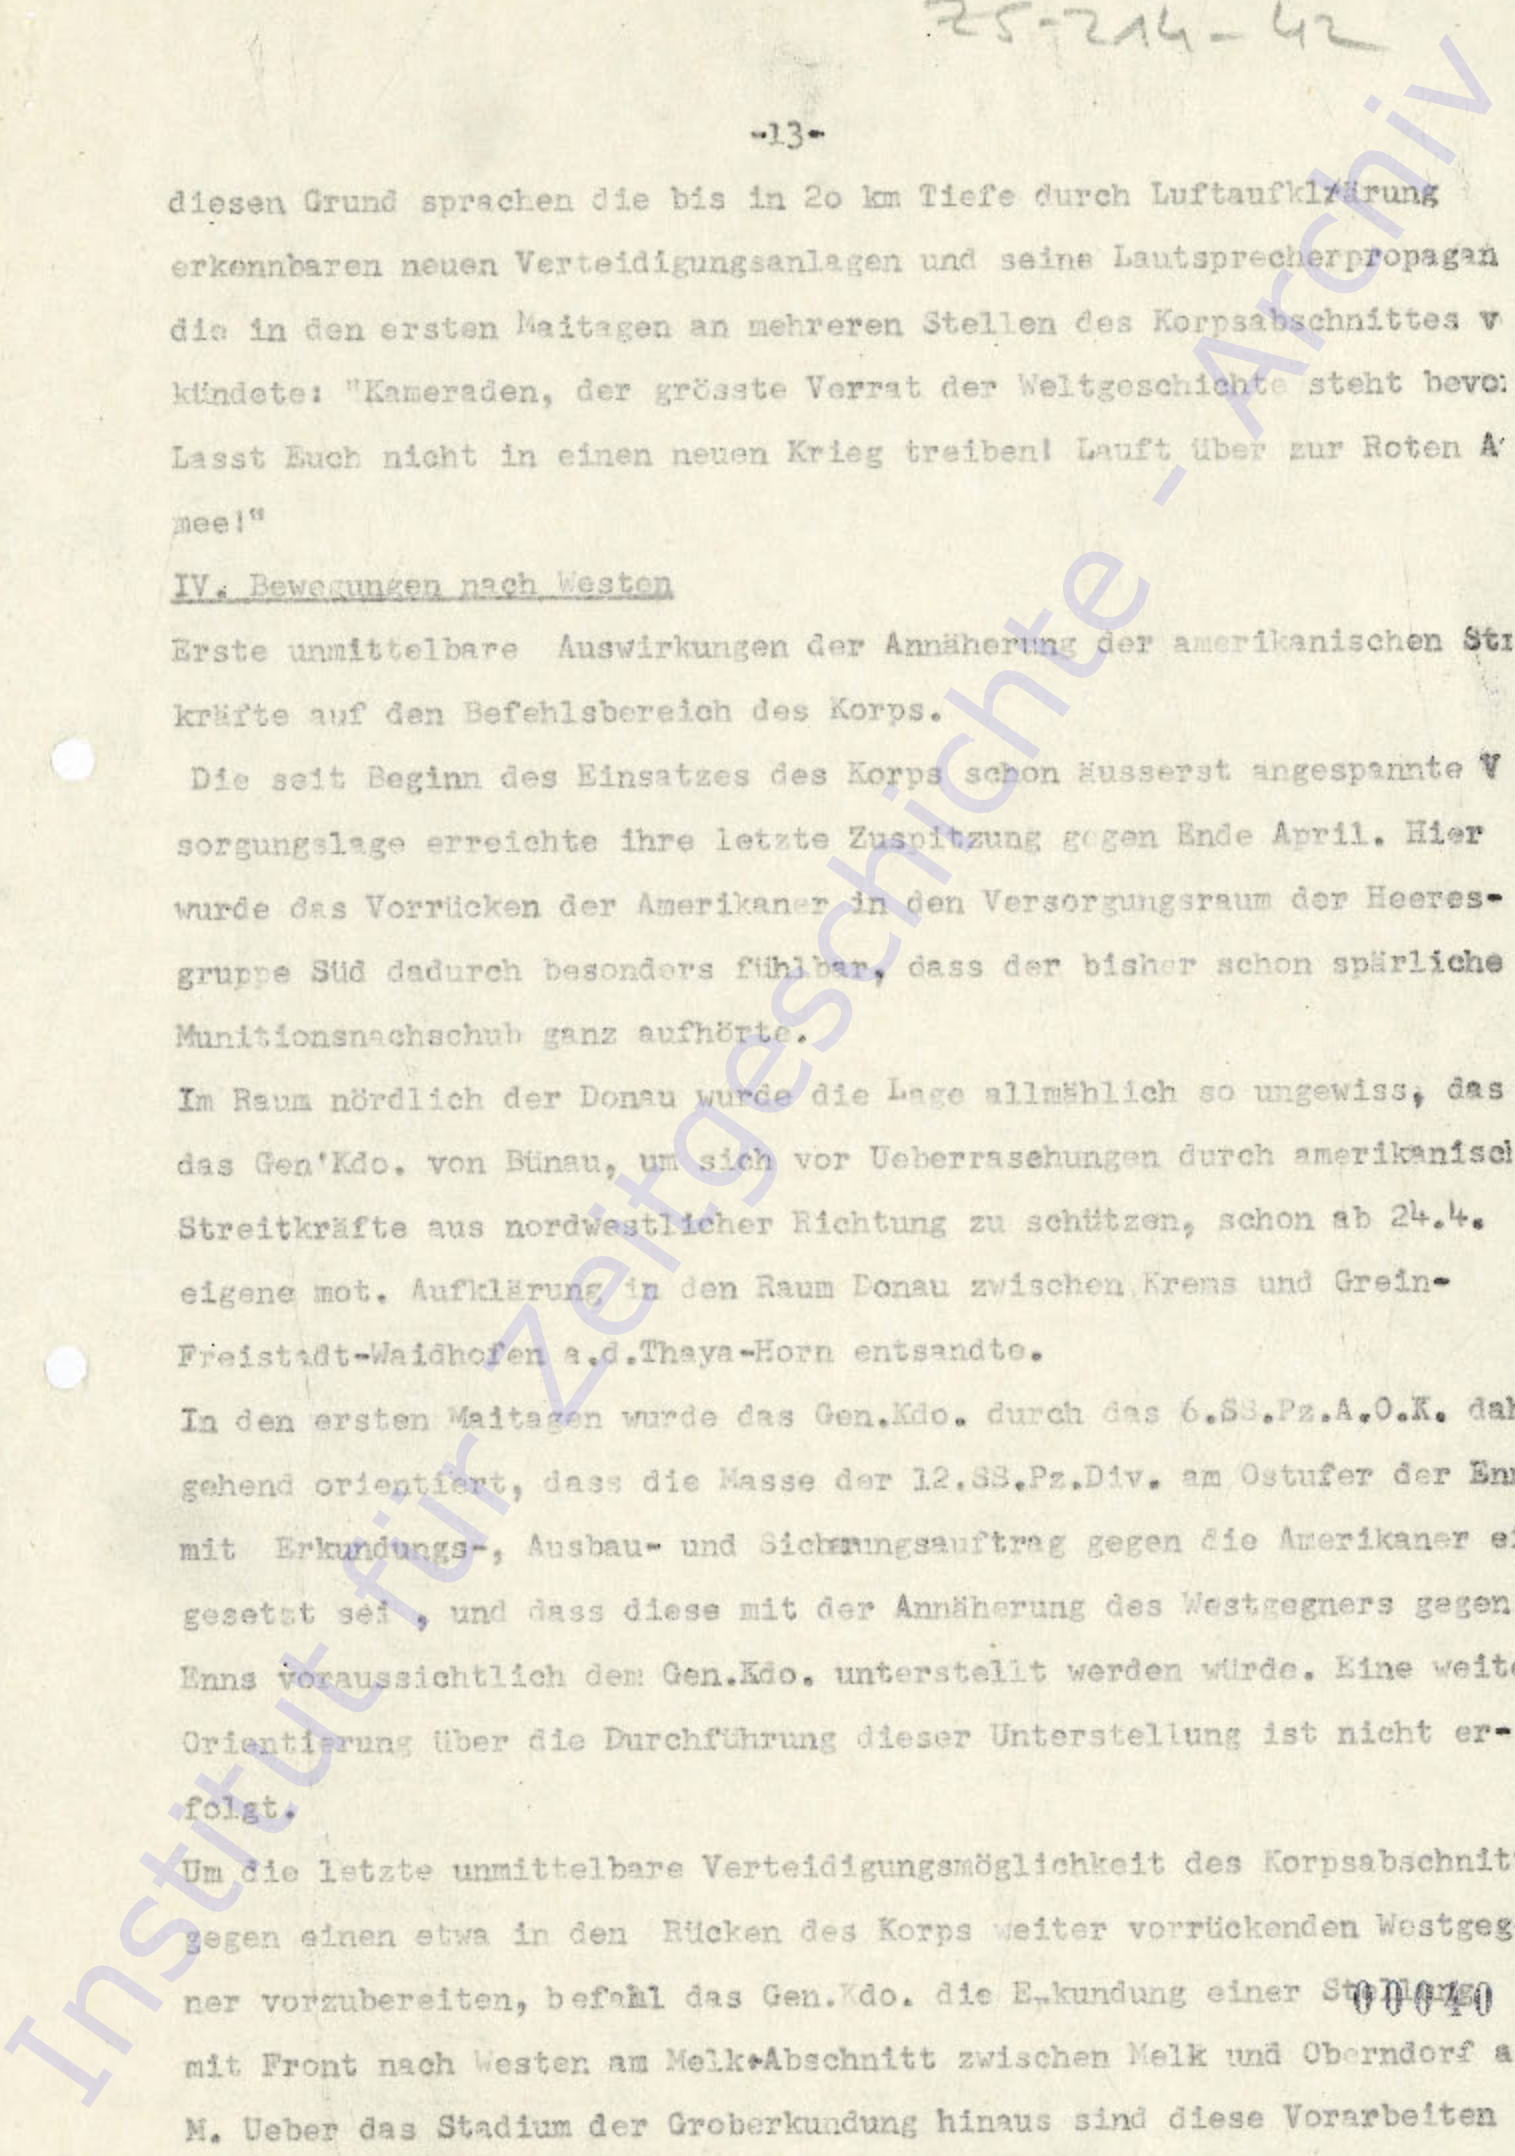 ZS-214-42
-13-
diesen Grund sprachen die bis in 2o km Tiefe durch Luftaufklärung
erkennbaren neuen Verteidigungsanlagen und seine Lautsprecherpropagan
die in den ersten Maitagen an mehreren Stellen des Korpsabschnittes v
kündete: "Kameraden, der grösste Verrat der Weltgeschichte steht bevo
Lasst Euch nicht in einen neuen Krieg treiben! Lauft über zur Roten A
mee!"
IV. Bewegungen nach Westen
Erste unmittelbare Auswirkungen der Annäherung der amerikanischen Str
kräfte auf den Befehlsbereich des Korps.
Die seit Beginn des Einsatzes des Korps schon äusserst angespannte V
sorgungslage erreichte ihre letzte Zuspitzung gegen Ende April. Hier
wurde das Vorrücken der Amerikaner in den Versorgungsraum der Heeres-
gruppe Süd dadurch besonders fühlbar, dass der bisher schon spärliche
Munitionsnachschub ganz aufhörte.
Im Raum nördlich der Donau wurde die Lage allmählich so ungewiss, das
das Gen'Kdo. von Bünau, um sich vor Ueberraschungen durch amerikanisch
Streitkräfte aus nordwestlicher Richtung zu schützen, schon ab 24.4.
eigene mot. Aufklärung in den Raum Donau zwischen Krems und Grein-
Freistadt-Waidhofen a.d.Thaya-Horn entsandte.
In den ersten Maitagen wurde das Gen.Kdo. durch das 6.SS.Pz.A.O.K. dah
gehend orientiert, dass die Masse der 12.SS.Pz.Div. am Ostufer der Enn
mit Erkundungs-, Ausbau- und Sicherungsauftrag gegen die Amerikaner ei
gesetzt sei , und dass diese mit der Annäherung des Westgegners gegen
Enns voraussichtlich dem Gen.Kdo. unterstellt werden würde. Eine weite
Orientierung über die Durchführung dieser Unterstellung ist nicht er-
folgt.
Um die letzte unmittelbare Verteidigungsmöglichkeit des Korpsabschnitt
gegen einen etwa in den Rücken des Korps weiter vorrückenden Westgeg
ner vorzubereiten, befahl das Gen.Kdo. die Erkundung einer Stellung
00040
mit Front nach Westen am Melk-Abschnitt zwischen Melk und Oberndorf a
M. Ueber das Stadium der Groberkundung hinaus sind diese Vorarbeiten
Institut für Zeitgeschichte - Archiv